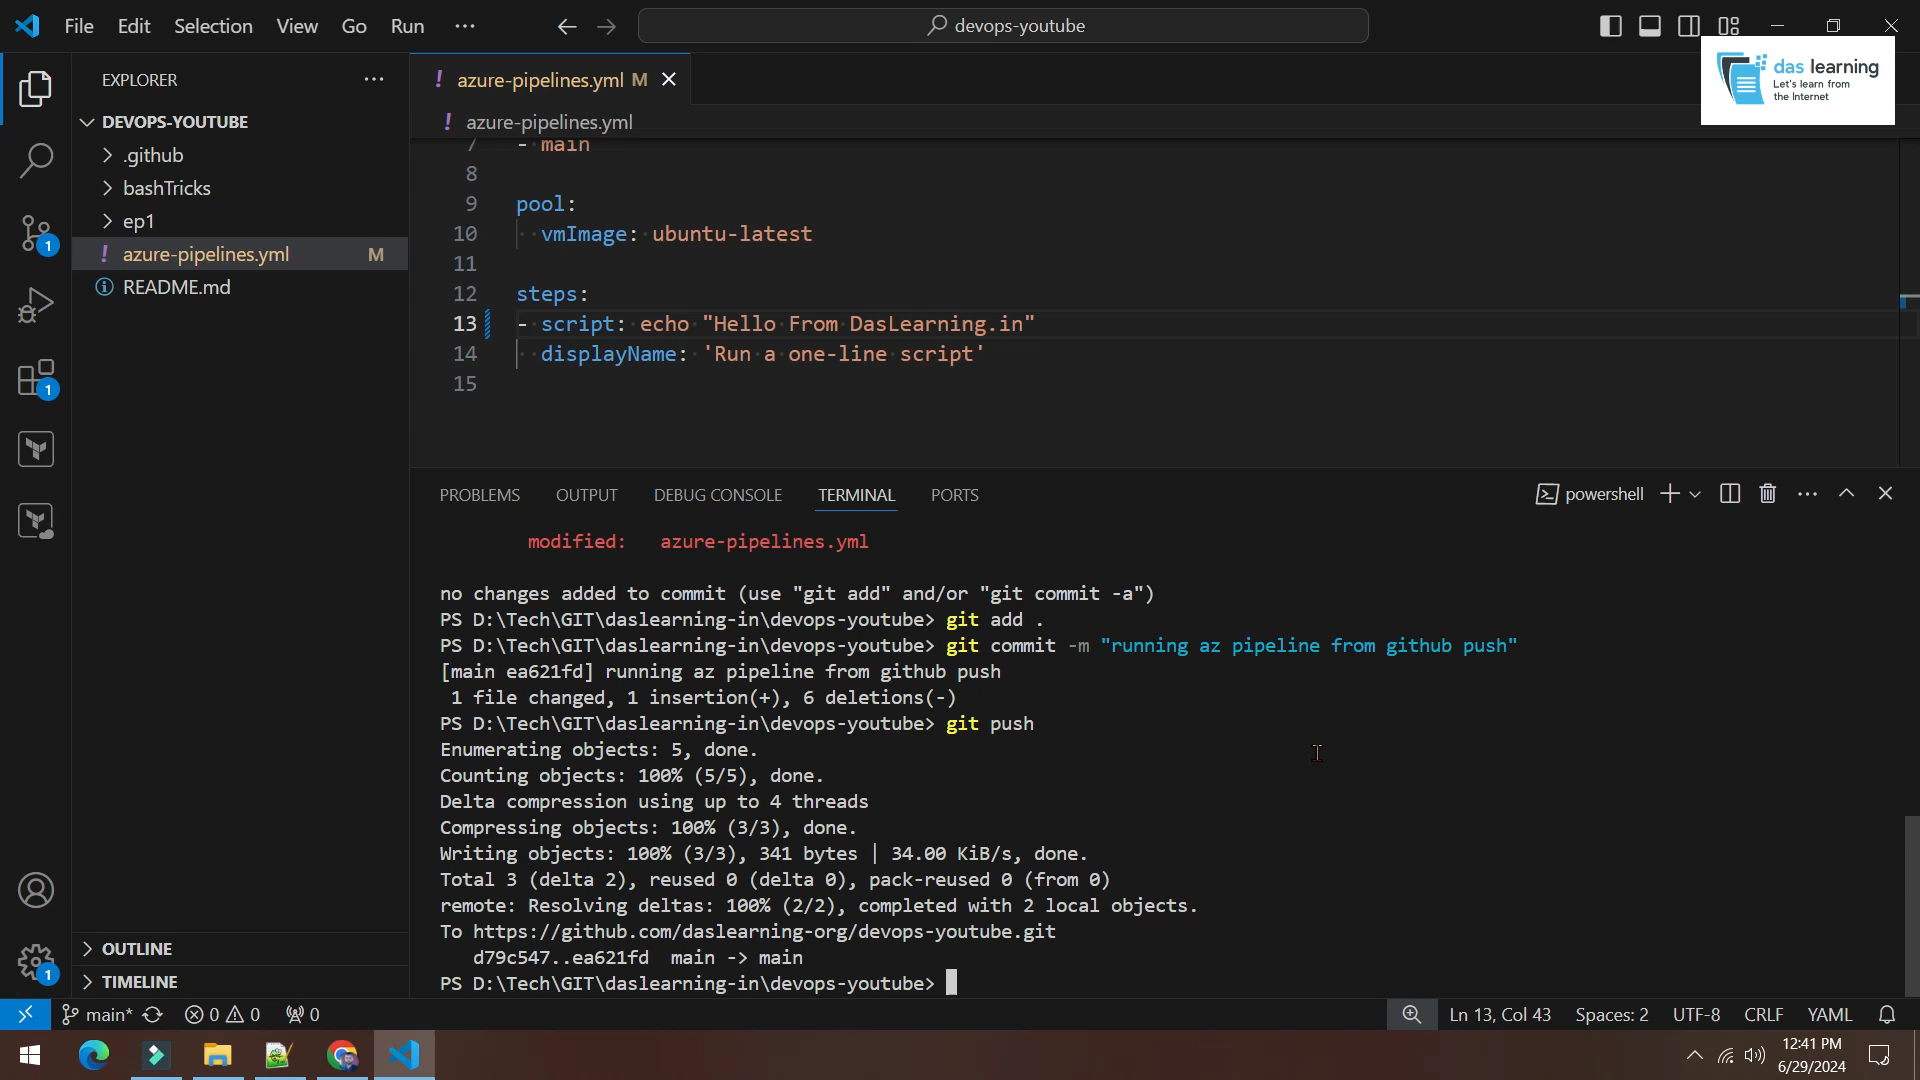 File Edit Selection View Go Run ...
devops-youtube
das learning
Let's learn from
the Internet
EXPLORER
DEVOPS-YOUTUBE
.github
bashTricks
ep1
! azure-pipelines.yml M
README.md
OUTLINE
TIMELINE
1
1
1
! azure-pipelines.yml M
! azure-pipelines.yml
7 - main
8
9 pool:
10 vmImage: ubuntu-latest
11
12 steps:
13 - script: echo "Hello From DasLearning.in"
14 displayName: 'Run a one-line script'
15
PROBLEMS OUTPUT DEBUG CONSOLE TERMINAL PORTS
powershell
modified: azure-pipelines.yml
no changes added to commit (use "git add" and/or "git commit -a")
PS D:\Tech\GIT\daslearning-in\devops-youtube> git add .
PS D:\Tech\GIT\daslearning-in\devops-youtube> git commit -m "running az pipeline from github push"
[main ea621fd] running az pipeline from github push
1 file changed, 1 insertion(+), 6 deletions(-)
PS D:\Tech\GIT\daslearning-in\devops-youtube> git push
Enumerating objects: 5, done.
Counting objects: 100% (5/5), done.
Delta compression using up to 4 threads
Compressing objects: 100% (3/3), done.
Writing objects: 100% (3/3), 341 bytes | 34.00 KiB/s, done.
Total 3 (delta 2), reused 0 (delta 0), pack-reused 0 (from 0)
remote: Resolving deltas: 100% (2/2), completed with 2 local objects.
To https://github.com/daslearning-org/devops-youtube.git
d79c547..ea621fd main -> main
PS D:\Tech\GIT\daslearning-in\devops-youtube>
main* 0 0 0 Ln 13, Col 43 Spaces: 2 UTF-8 CRLF YAML
12:41 PM
6/29/2024